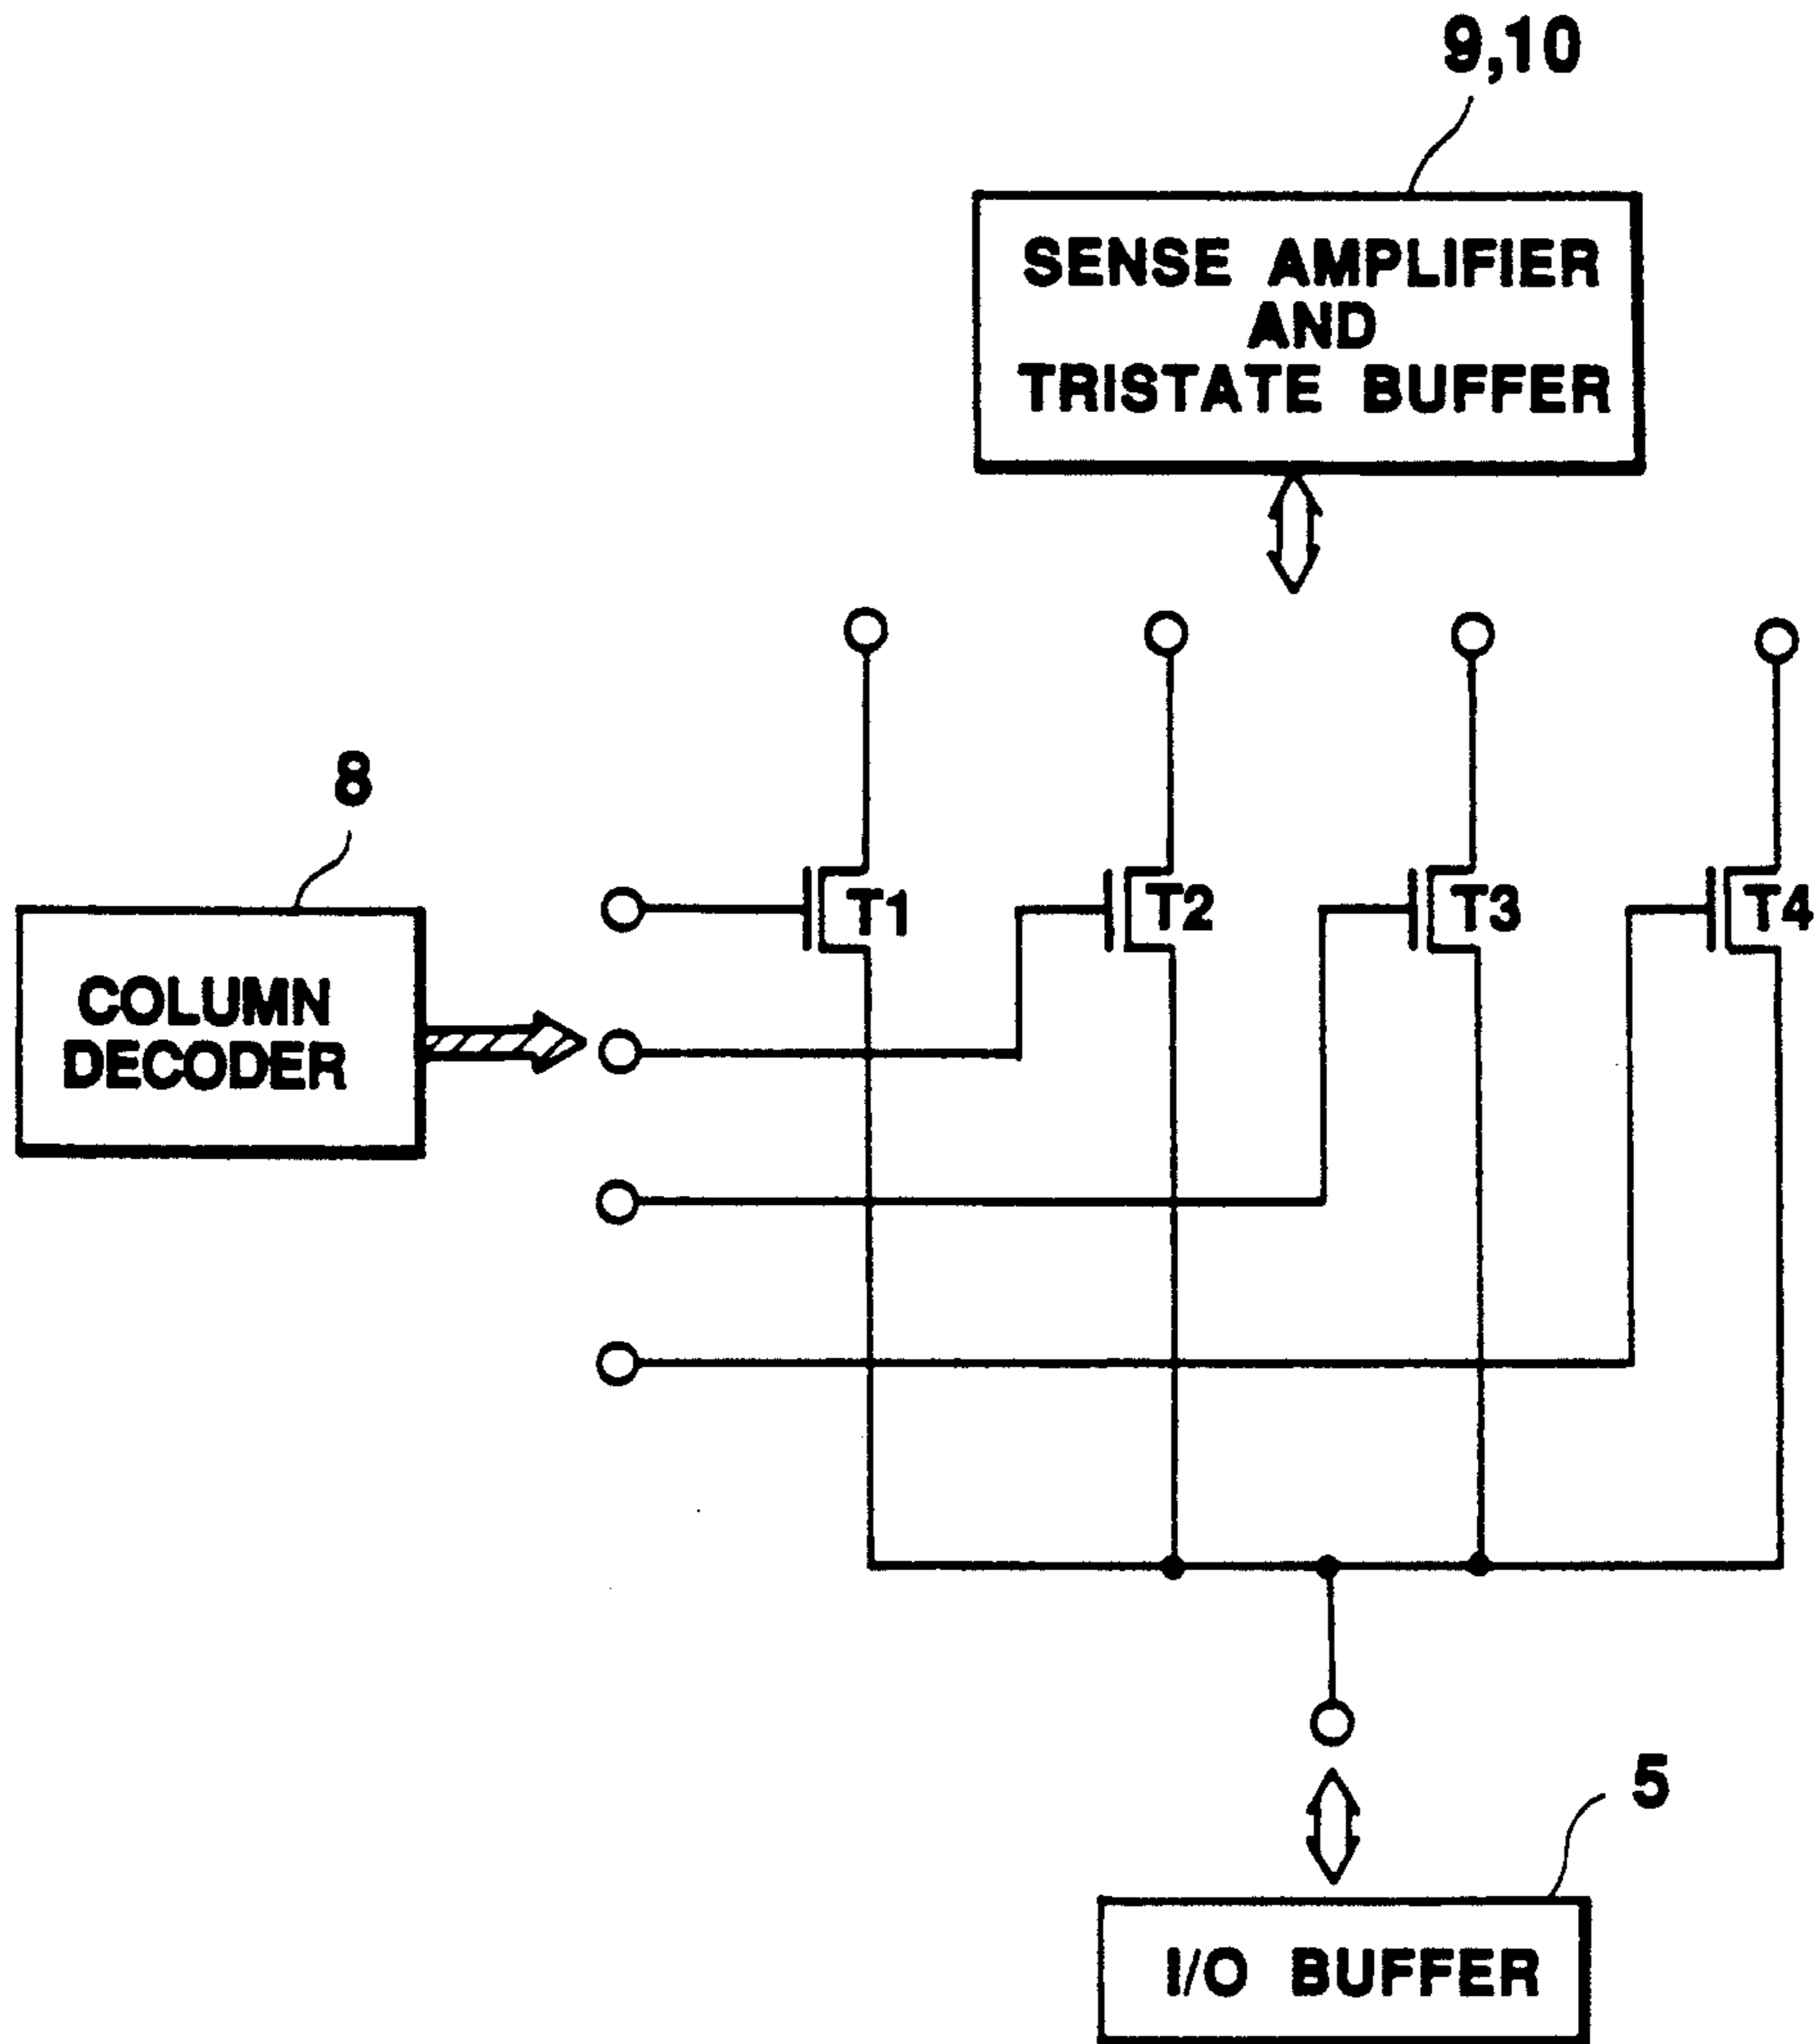 9,10
SENSE AMPLIFIER
AND
TRISTATE BUFFER
8
COLUMN
DECODER
T1
T2
T3
T4
5
I/O BUFFER